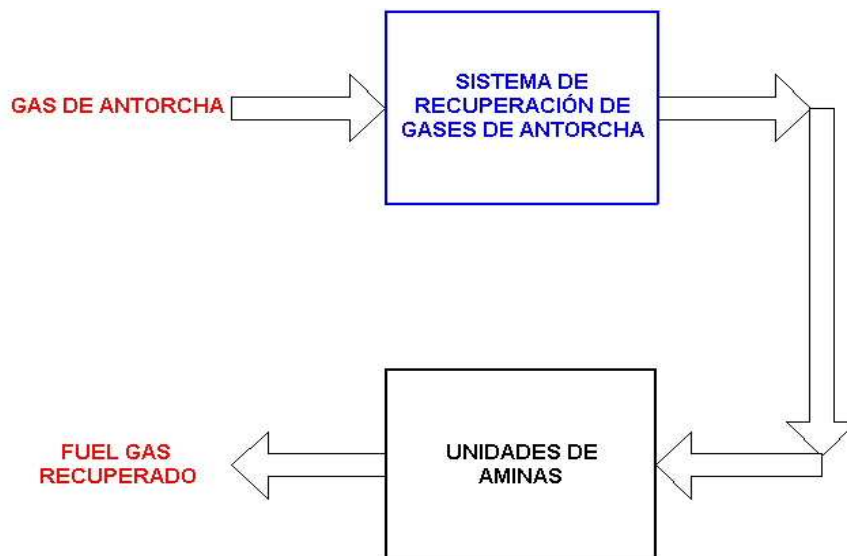 GAS DE ANTORCHA
SISTEMA DE
RECUPERACIÓN DE
GASES DE ANTORCHA
FUEL GAS
RECUPERADO
UNIDADES DE
AMINAS